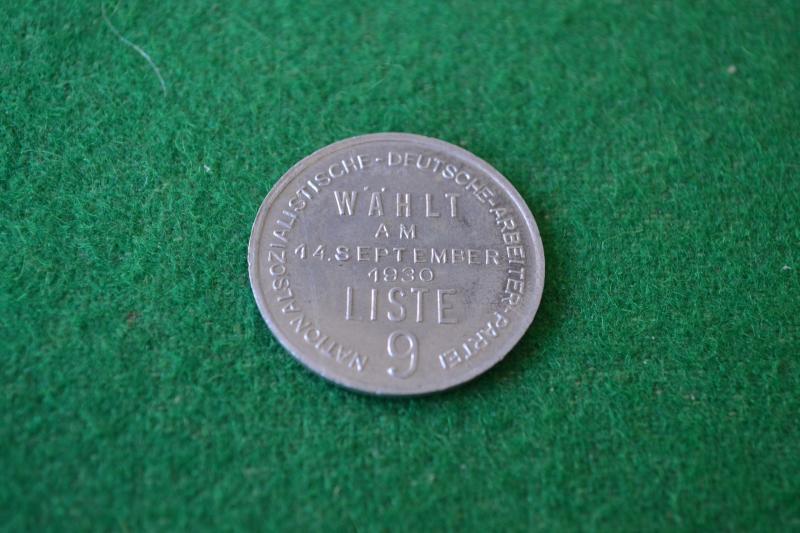 NATIONALSOZIALISTISCHE-DEUTSCHE-ARBEITER-PARTEI
WÄHLT
AM
14. SEPTEMBER
1930
LISTE
9